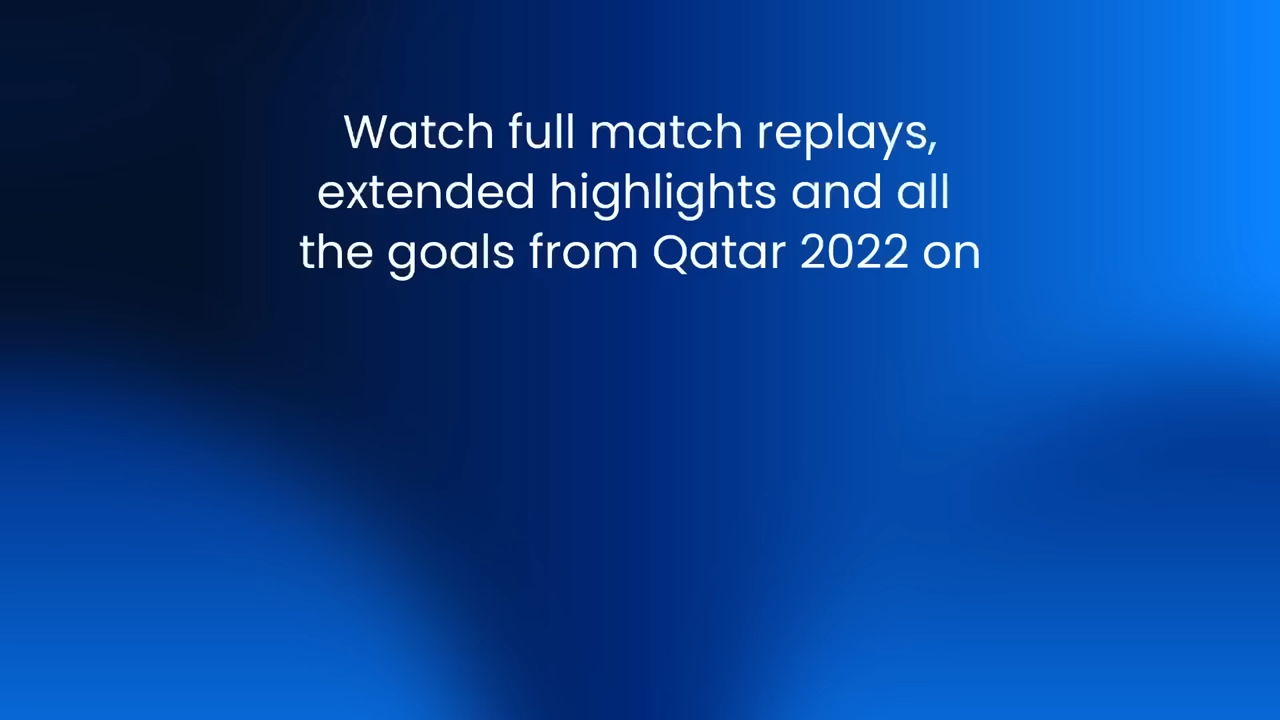 Watch full match replays,
extended highlights and all
the goals from Qatar 2022 on